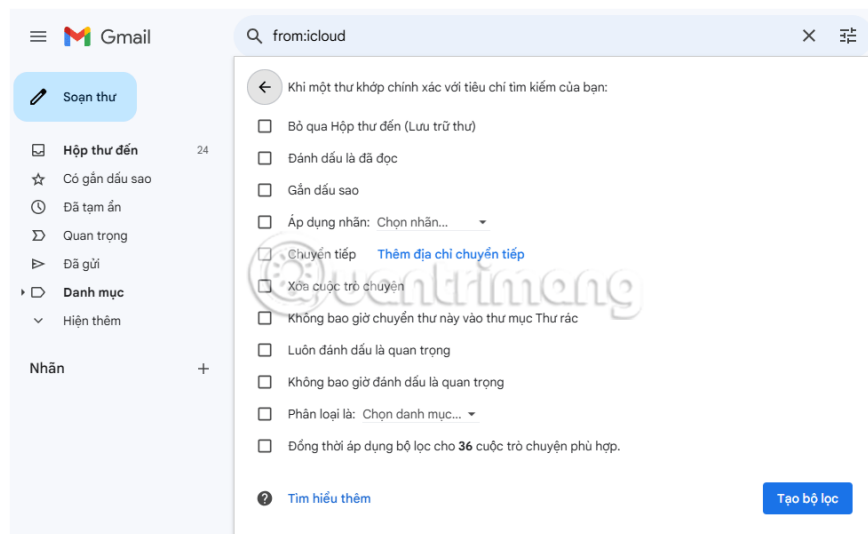 Gmail
from:icloud
Soạn thư
Hộp thư đến 24
Có gắn dấu sao
Đã tạm ẩn
Quan trọng
Đã gửi
Danh mục
Hiện thêm
Nhãn
Khi một thư khớp chính xác với tiêu chí tìm kiếm của bạn:
Bỏ qua Hộp thư đến (Lưu trữ thư)
Đánh dấu là đã đọc
Gắn dấu sao
Áp dụng nhãn: Chọn nhãn...
Chuyển tiếp Thêm địa chỉ chuyển tiếp
Xóa cuộc trò chuyện
Quantrimang
Không bao giờ chuyển thư này vào thư mục Thư rác
Luôn đánh dấu là quan trọng
Không bao giờ đánh dấu là quan trọng
Phân loại là: Chọn danh mục...
Đồng thời áp dụng bộ lọc cho 36 cuộc trò chuyện phù hợp.
Tìm hiểu thêm
Tạo bộ lọc